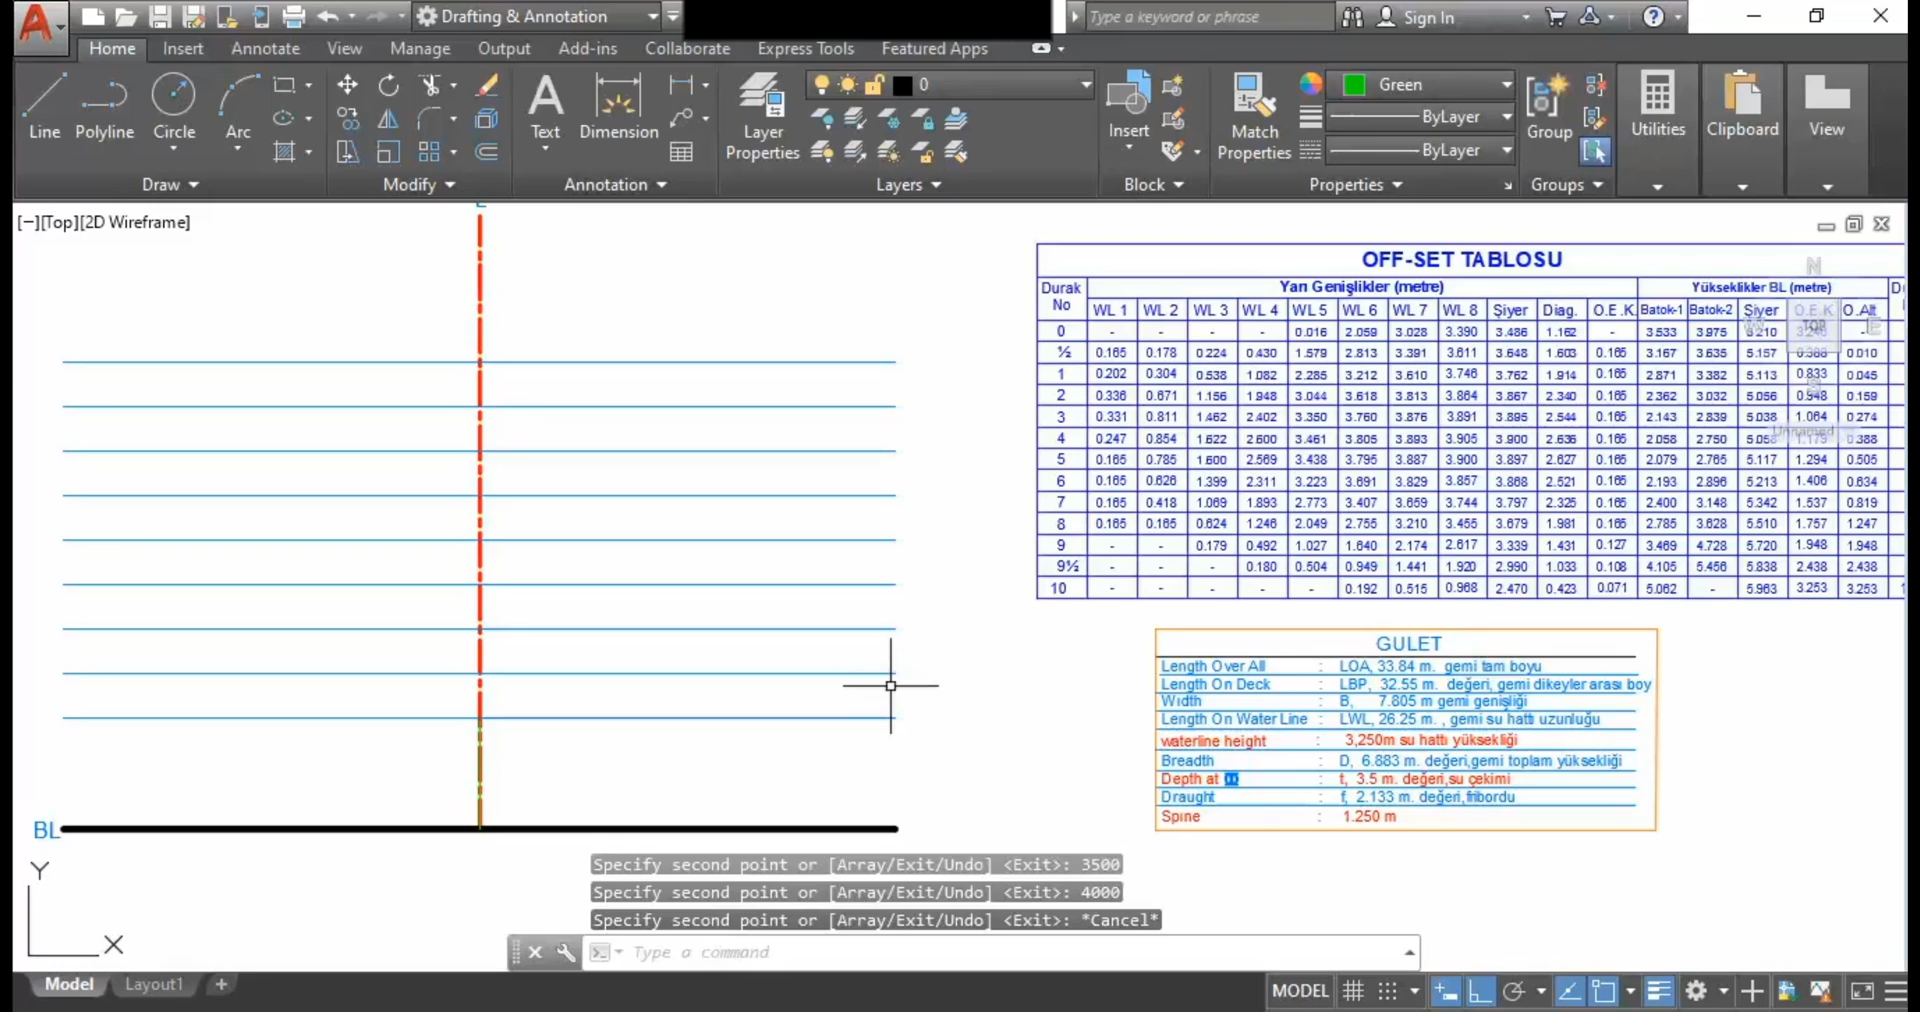 Drafting & Annotation
Type a keyword or phrase
Sign In
Home Insert Annotate View Manage Output Add-ins Collaborate Express Tools Featured Apps
0
Green
ByLayer
ByLayer
Line Polyline Circle Arc
Text Dimension
Layer Properties
Insert
Match Properties
Group
Utilities Clipboard View
Draw Modify Annotation Layers Block Properties Groups
[−][Top][2D Wireframe]
OFF-SET TABLOSU
Durak No Yarı Genişlikler (metre) Yükseklikler BL (metre)
WL 1 WL 2 WL 3 WL 4 WL 5 WL 6 WL 7 WL 8 Şiyer Diag. O.E.K. Batok-1 Batok-2 Şiyer O.E.K O.Alt
0 - - - - 0.016 2.059 3.028 3.390 3.486 1.162 - 3.533 3.975 5.210
½ 0.165 0.178 0.224 0.430 1.579 2.813 3.391 3.611 3.648 1.603 0.165 3.167 3.635 5.157 0.388 0.010
1 0.202 0.304 0.538 1.082 2.285 3.212 3.610 3.746 3.762 1.914 0.165 2.871 3.382 5.113 0.833 0.045
2 0.336 0.671 1.156 1.948 3.044 3.618 3.813 3.864 3.867 2.340 0.165 2.362 3.032 5.056 0.948 0.159
3 0.331 0.811 1.462 2.402 3.350 3.760 3.876 3.891 3.895 2.544 0.165 2.143 2.839 5.038 1.064 0.274
4 0.247 0.854 1.622 2.600 3.461 3.805 3.893 3.905 3.900 2.636 0.165 2.058 2.750 5.058 1.179 0.388
5 0.165 0.785 1.600 2.569 3.438 3.795 3.887 3.900 3.897 2.627 0.165 2.079 2.765 5.117 1.294 0.505
6 0.165 0.626 1.399 2.311 3.223 3.691 3.829 3.857 3.868 2.521 0.165 2.193 2.896 5.213 1.406 0.634
7 0.165 0.418 1.069 1.893 2.773 3.407 3.659 3.744 3.797 2.325 0.165 2.400 3.148 5.342 1.537 0.819
8 0.165 0.165 0.624 1.246 2.049 2.755 3.210 3.455 3.679 1.981 0.165 2.785 3.628 5.510 1.757 1.247
9 - - 0.179 0.492 1.027 1.640 2.174 2.617 3.339 1.431 0.127 3.469 4.728 5.720 1.948 1.948
9½ - - - 0.180 0.504 0.949 1.441 1.920 2.990 1.033 0.108 4.105 5.456 5.838 2.438 2.438
10 - - - - - 0.192 0.515 0.968 2.470 0.423 0.071 5.062 - 5.963 3.253 3.253
N
TOP
E
S
Unnamed
GULET
Length Over All : LOA, 33.84 m. gemi tam boyu
Length On Deck : LBP, 32.55 m. değeri, gemi dikeyler arası boy
Width : B, 7.805 m gemi genişliği
Length On Water Line : LWL, 26.25 m. , gemi su hattı uzunluğu
waterline height : 3,250m su hattı yüksekliği
Breadth : D, 6.883 m. değeri,gemi toplam yüksekliği
Depth at : t, 3.5 m. değeri,su çekimi
Draught : f, 2.133 m. değeri,fribordu
Spine : 1.250 m
BL
Y
X
Specify second point or [Array/Exit/Undo] <Exit>: 3500
Specify second point or [Array/Exit/Undo] <Exit>: 4000
Specify second point or [Array/Exit/Undo] <Exit>: *Cancel*
Type a command
Model Layout1 +
MODEL